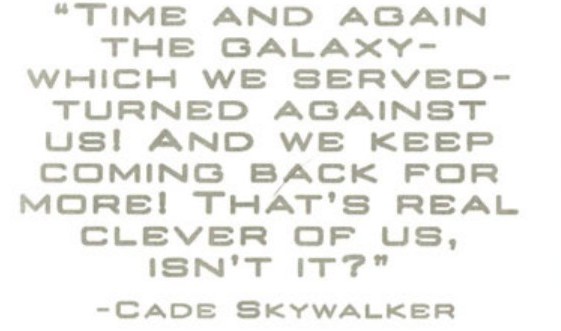 "TIME AND AGAIN
THE GALAXY-
WHICH WE SERVED-
TURNED AGAINST
US! AND WE KEEP
COMING BACK FOR
MORE! THAT'S REAL
CLEVER OF US,
ISN'T IT?"
-CADE SKYWALKER